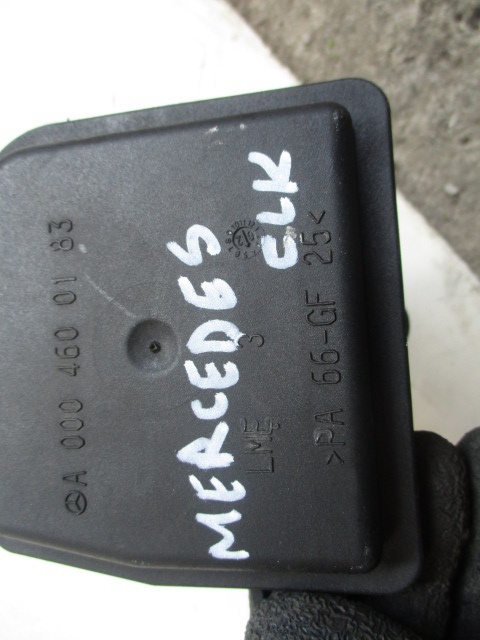 A 000 460 01 83
MERCEDES
CLK
LME 3
>PA 66-GF 25<